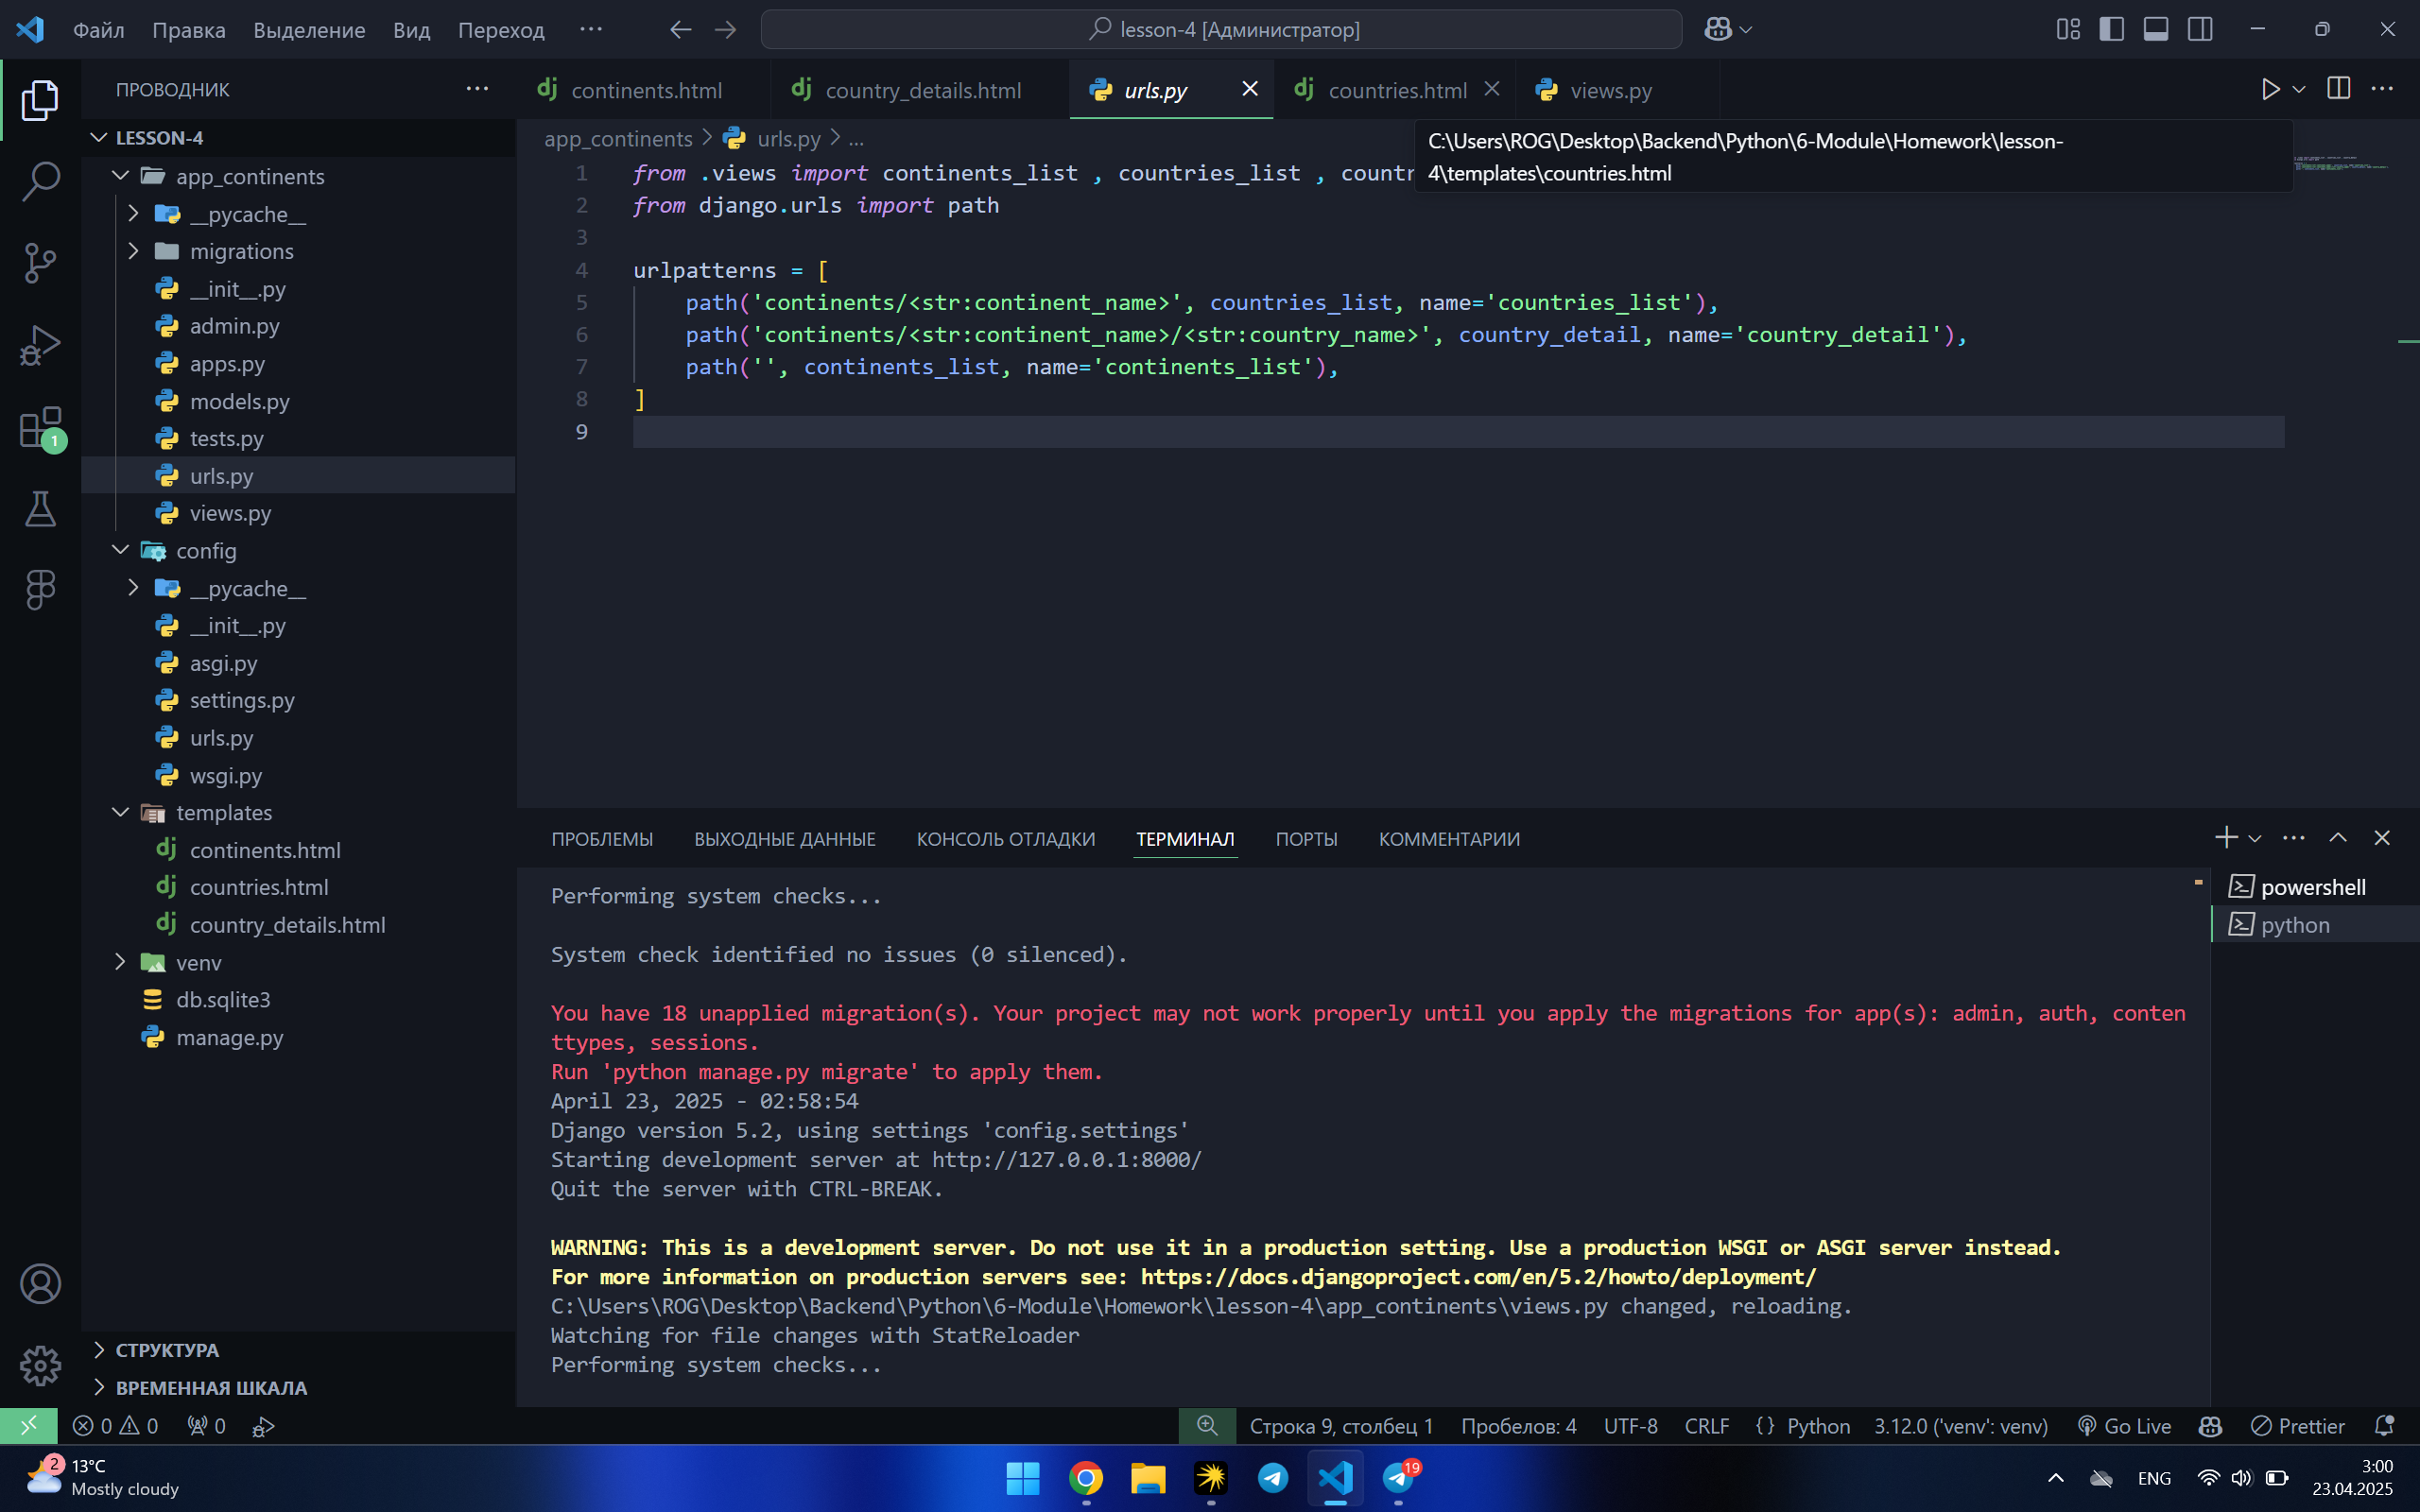 Файл Правка Выделение Вид Переход ··· lesson-4 [Администратор]
ПРОВОДНИК ···
continents.html country_details.html urls.py countries.html views.py
LESSON-4
app_continents
__pycache__
migrations
__init__.py
admin.py
apps.py
models.py
tests.py
urls.py
views.py
config
__pycache__
__init__.py
asgi.py
settings.py
urls.py
wsgi.py
templates
continents.html
countries.html
country_details.html
venv
db.sqlite3
manage.py
СТРУКТУРА
ВРЕМЕННАЯ ШКАЛА
1
app_continents > urls.py > ...
C:\Users\ROG\Desktop\Backend\Python\6-Module\Homework\lesson-
4\templates\countries.html
1 from .views import continents_list , countries_list , countr
2 from django.urls import path
3
4 urlpatterns = [
5 path('continents/<str:continent_name>', countries_list, name='countries_list'),
6 path('continents/<str:continent_name>/<str:country_name>', country_detail, name='country_detail'),
7 path('', continents_list, name='continents_list'),
8 ]
9
ПРОБЛЕМЫ ВЫХОДНЫЕ ДАННЫЕ КОНСОЛЬ ОТЛАДКИ ТЕРМИНАЛ ПОРТЫ КОММЕНТАРИИ
Performing system checks...
System check identified no issues (0 silenced).
You have 18 unapplied migration(s). Your project may not work properly until you apply the migrations for app(s): admin, auth, conten
ttypes, sessions.
Run 'python manage.py migrate' to apply them.
April 23, 2025 - 02:58:54
Django version 5.2, using settings 'config.settings'
Starting development server at http://127.0.0.1:8000/
Quit the server with CTRL-BREAK.
WARNING: This is a development server. Do not use it in a production setting. Use a production WSGI or ASGI server instead.
For more information on production servers see: https://docs.djangoproject.com/en/5.2/howto/deployment/
C:\Users\ROG\Desktop\Backend\Python\6-Module\Homework\lesson-4\app_continents\views.py changed, reloading.
Watching for file changes with StatReloader
Performing system checks...
powershell
python
0 0 0 Строка 9, столбец 1 Пробелов: 4 UTF-8 CRLF {} Python 3.12.0 ('venv': venv) Go Live Prettier
2 13°C
Mostly cloudy
19
ENG
3:00
23.04.2025